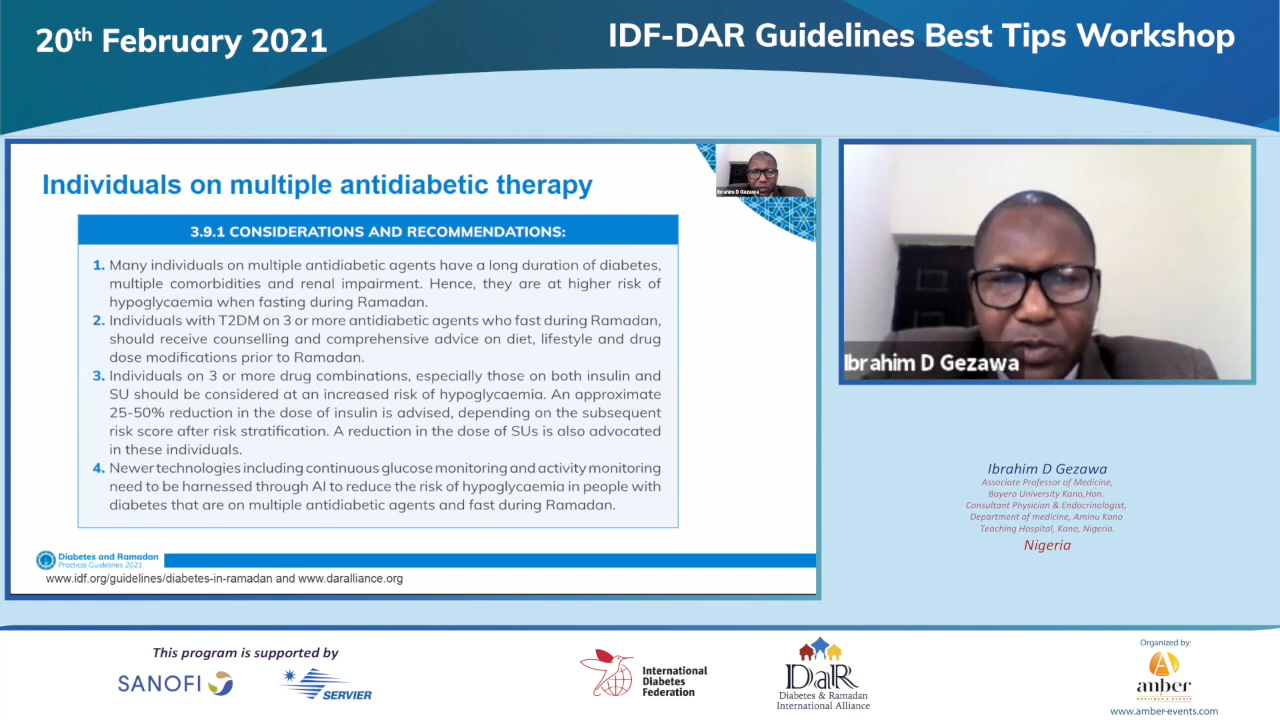 20th February 2021
IDF-DAR Guidelines Best Tips Workshop
Individuals on multiple antidiabetic therapy
Ibrahim D Gezawa
3.9.1 CONSIDERATIONS AND RECOMMENDATIONS:
1. Many individuals on multiple antidiabetic agents have a long duration of diabetes,
multiple comorbidities and renal impairment. Hence, they are at higher risk of
hypoglycaemia when fasting during Ramadan.
2. Individuals with T2DM on 3 or more antidiabetic agents who fast during Ramadan,
should receive counselling and comprehensive advice on diet, lifestyle and drug
dose modifications prior to Ramadan.
3. Individuals on 3 or more drug combinations, especially those on both insulin and
SU should be considered at an increased risk of hypoglycaemia. An approximate
25-50% reduction in the dose of insulin is advised, depending on the subsequent
risk score after risk stratification. A reduction in the dose of SUs is also advocated
in these individuals.
4. Newer technologies including continuous glucose monitoring and activity monitoring
need to be harnessed through AI to reduce the risk of hypoglycaemia in people with
diabetes that are on multiple antidiabetic agents and fast during Ramadan.
Diabetes and Ramadan
Practical Guidelines 2021
www.idf.org/guidelines/diabetes-in-ramadan and www.daralliance.org
Ibrahim D Gezawa
Ibrahim D Gezawa
Associate Professor of Medicine,
Bayero University Kano,Hon.
Consultant Physician & Endocrinologist,
Department of medicine, Aminu Kano
Teaching Hospital, Kano, Nigeria.
Nigeria
This program is supported by
SANOFI
SERVIER
International
Diabetes
Federation
DaR
Diabetes & Ramadan
International Alliance
Organized by:
anber
www.amber-events.com